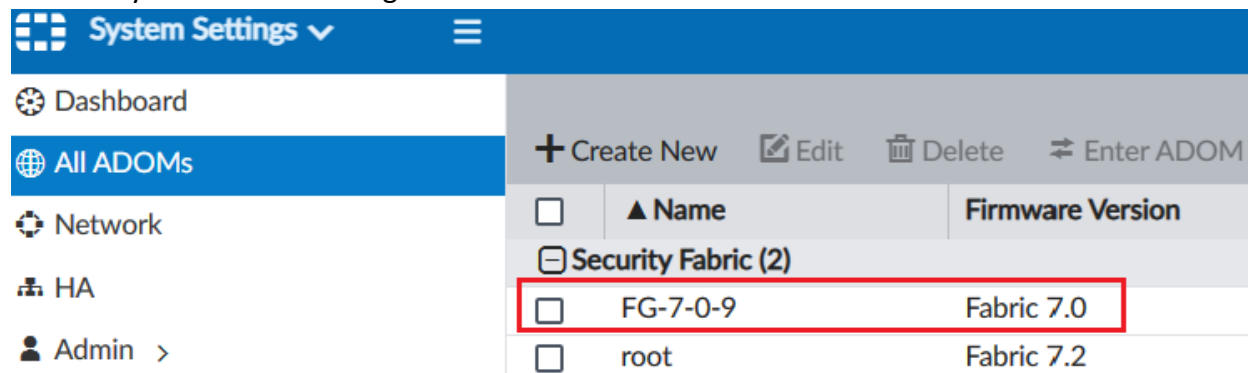 System Settings
Dashboard
All ADOMs
Network
HA
Admin >
+ Create New Edit Delete Enter ADOM
▲ Name Firmware Version
Security Fabric (2)
FG-7-0-9 Fabric 7.0
root Fabric 7.2